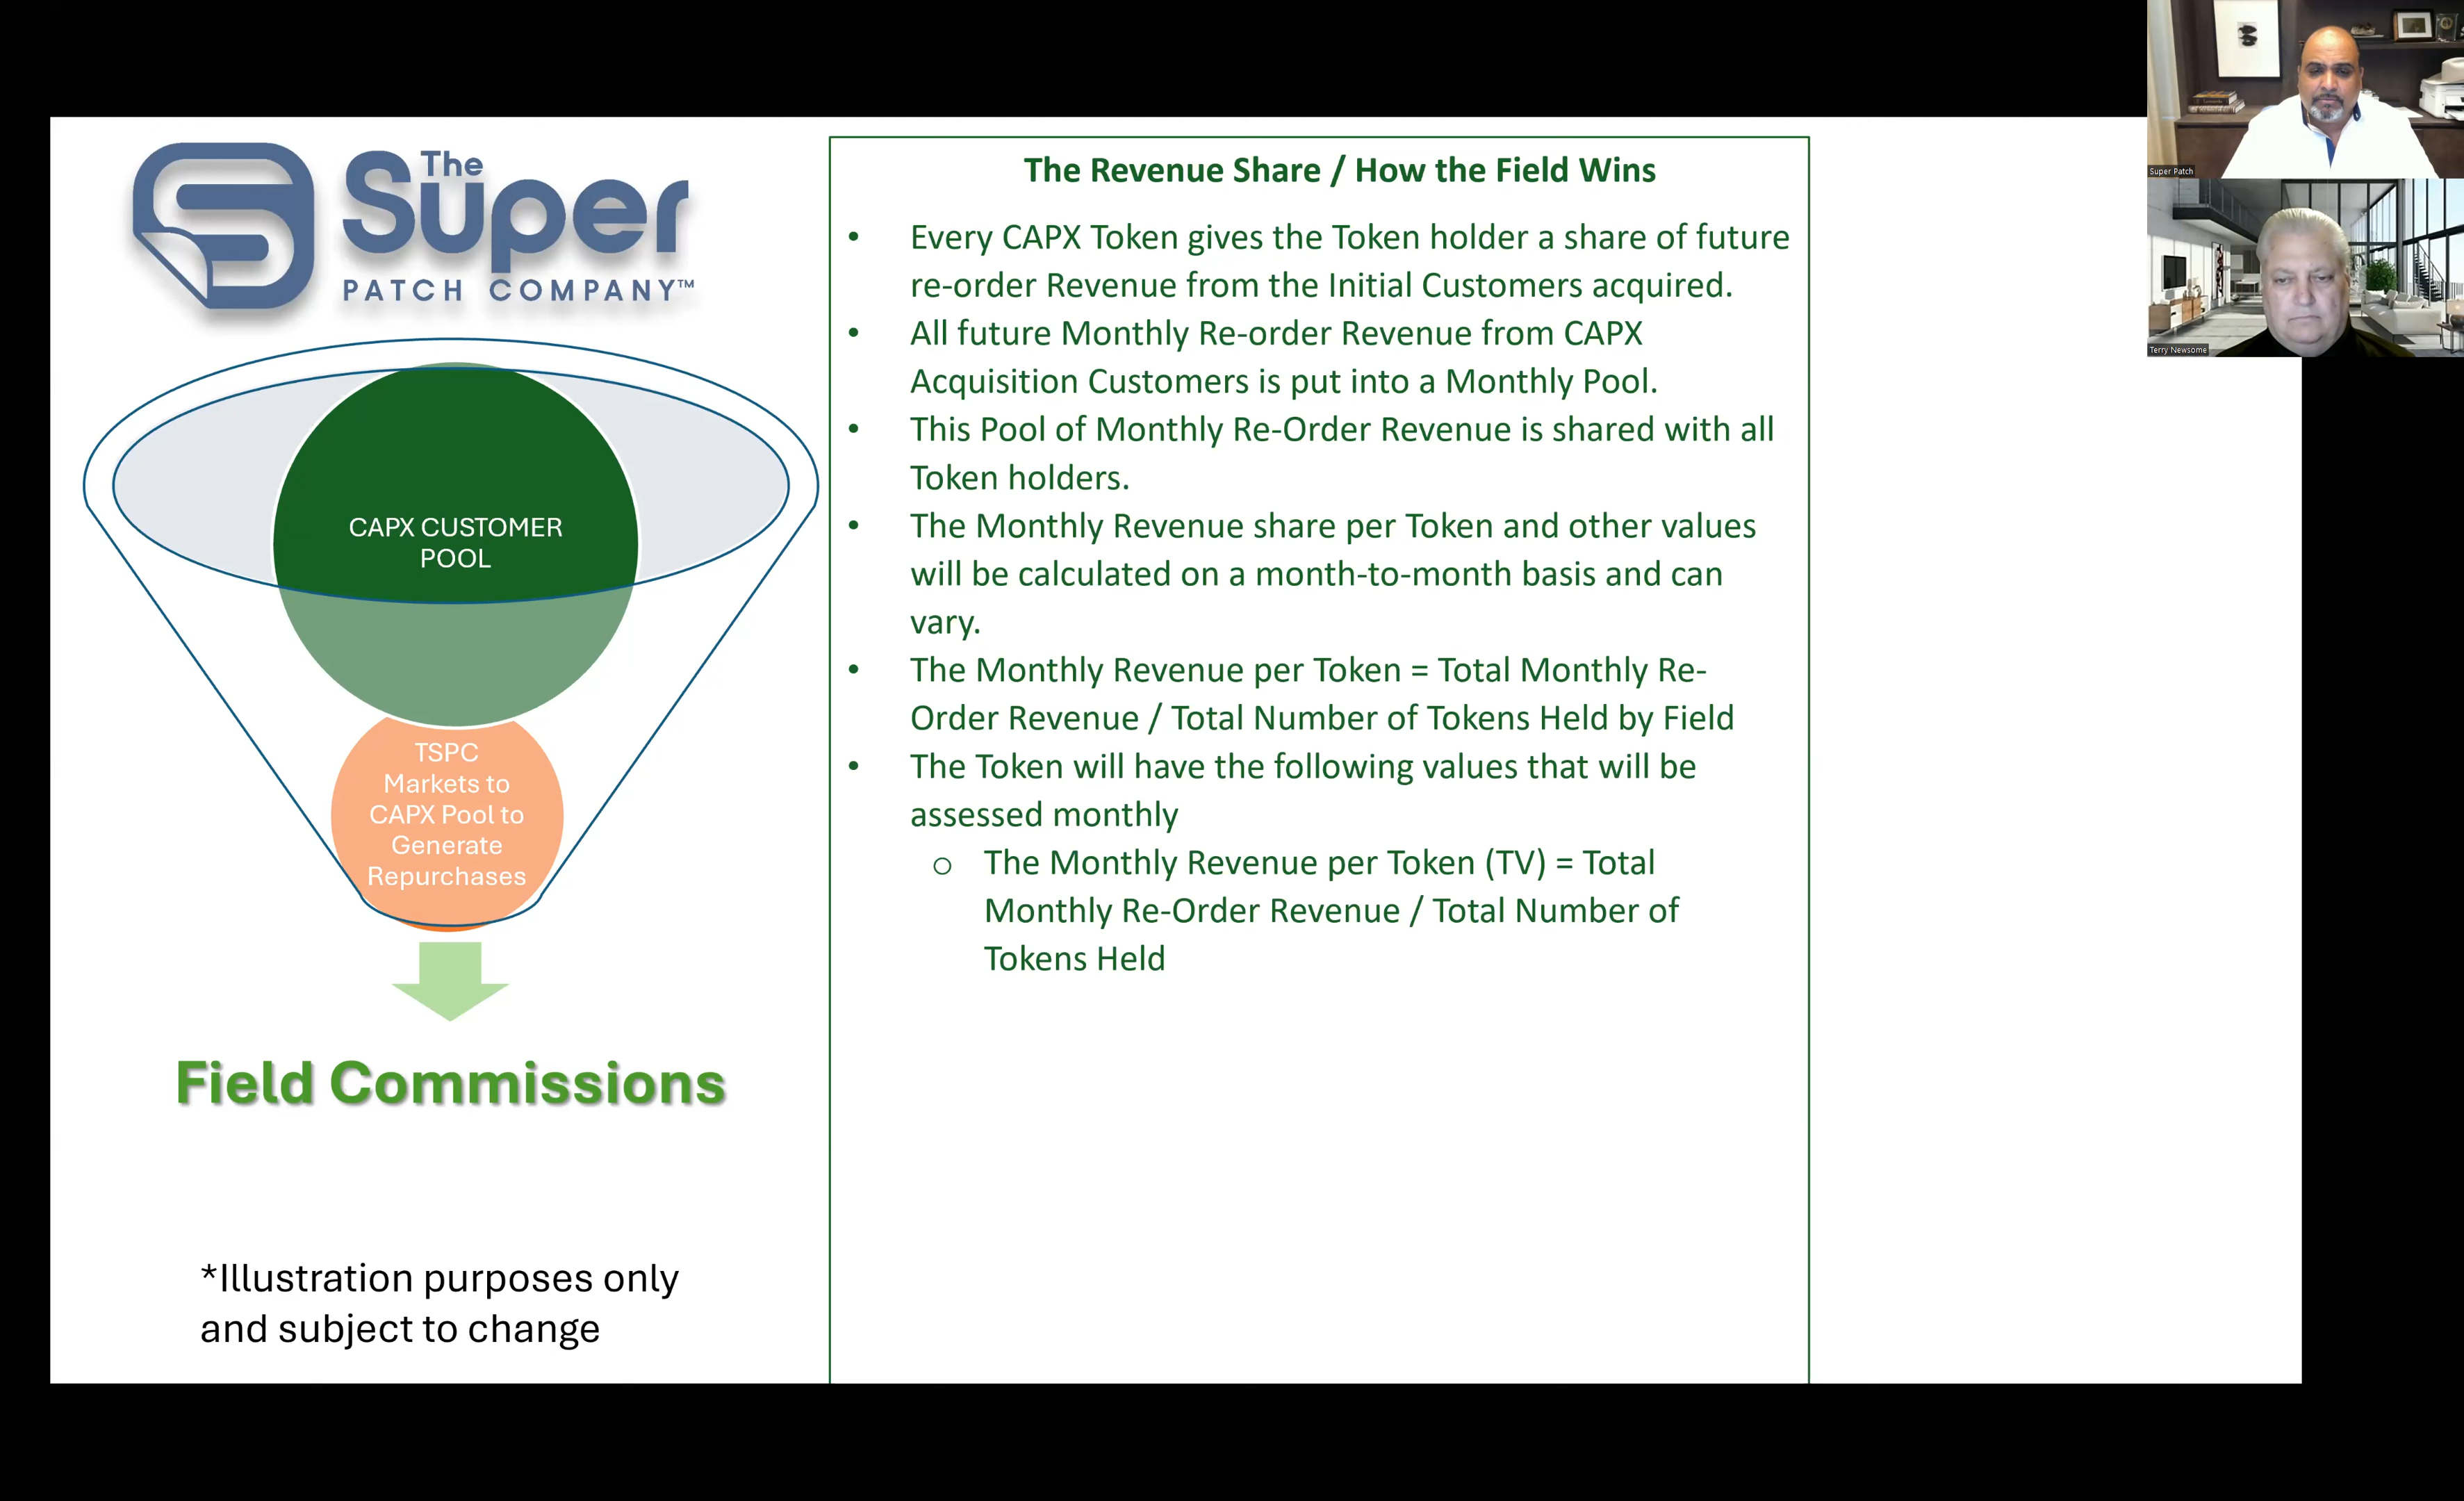 The
Super
PATCH COMPANY™
CAPX CUSTOMER
POOL
TSPC
Markets to
CAPX Pool to
Generate
Repurchases
Field Commissions
*Illustration purposes only
and subject to change
The Revenue Share / How the Field Wins
• Every CAPX Token gives the Token holder a share of future
re-order Revenue from the Initial Customers acquired.
• All future Monthly Re-order Revenue from CAPX
Acquisition Customers is put into a Monthly Pool.
• This Pool of Monthly Re-Order Revenue is shared with all
Token holders.
• The Monthly Revenue share per Token and other values
will be calculated on a month-to-month basis and can
vary.
• The Monthly Revenue per Token = Total Monthly Re-
Order Revenue / Total Number of Tokens Held by Field
• The Token will have the following values that will be
assessed monthly
o The Monthly Revenue per Token (TV) = Total
Monthly Re-Order Revenue / Total Number of
Tokens Held
Super Patch
Terry Newsome